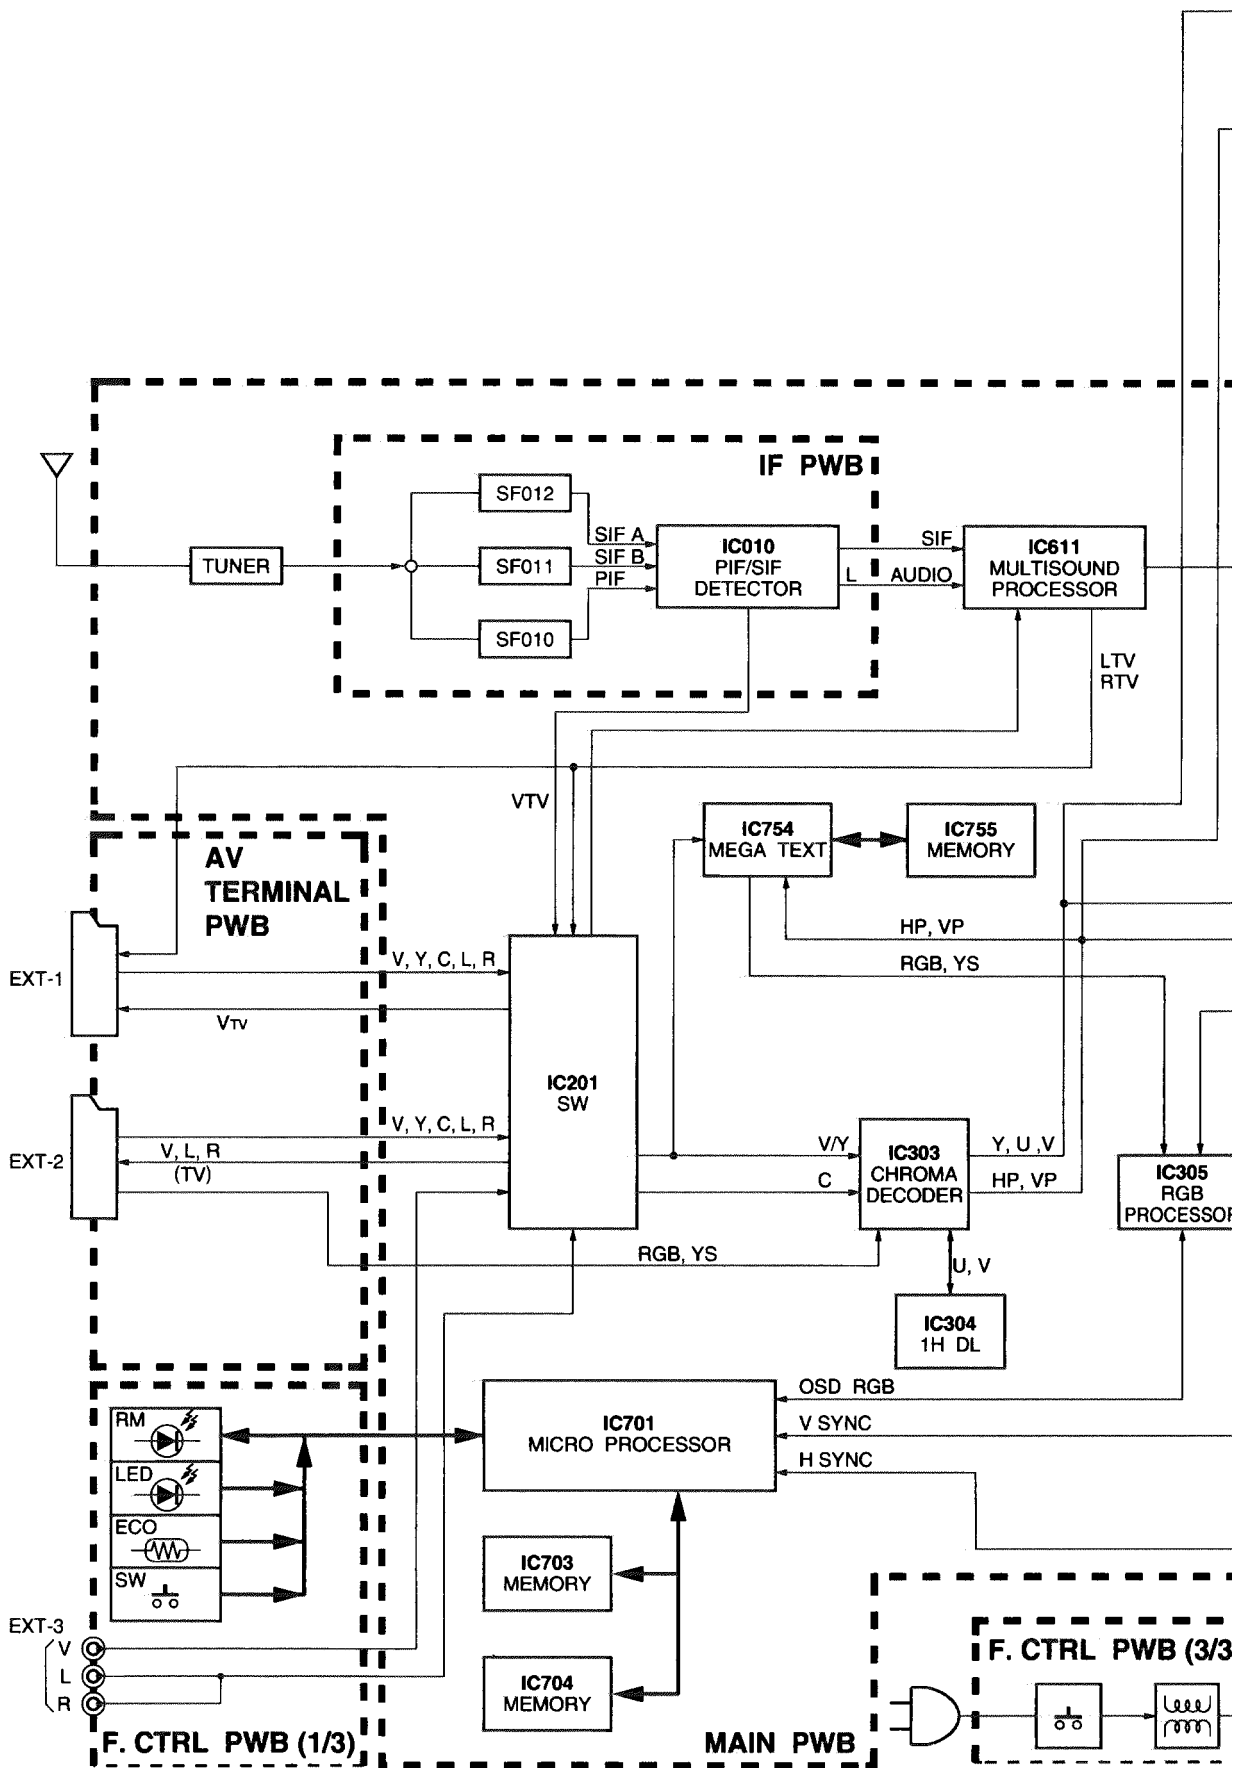 IF PWB
SF012
SIF A
SIF B
PIF
TUNER
SF011
SF010
IC010
PIF/SIF
DETECTOR
SIF
L AUDIO
IC611
MULTISOUND
PROCESSOR
LTV
RTV
VTV
IC754
MEGA TEXT
IC755
MEMORY
AV
TERMINAL
PWB
HP, VP
RGB, YS
EXT-1
V, Y, C, L, R
VTV
IC201
SW
EXT-2
V, Y, C, L, R
V, L, R
(TV)
V/Y
C
IC303
CHROMA
DECODER
Y, U ,V
HP, VP
IC305
RGB
PROCESSOR
RGB, YS
U, V
IC304
1H DL
OSD RGB
V SYNC
H SYNC
IC701
MICRO PROCESSOR
RM
LED
ECO
SW
IC703
MEMORY
IC704
MEMORY
EXT-3
V
L
R
F. CTRL PWB (1/3)
MAIN PWB
F. CTRL PWB (3/3